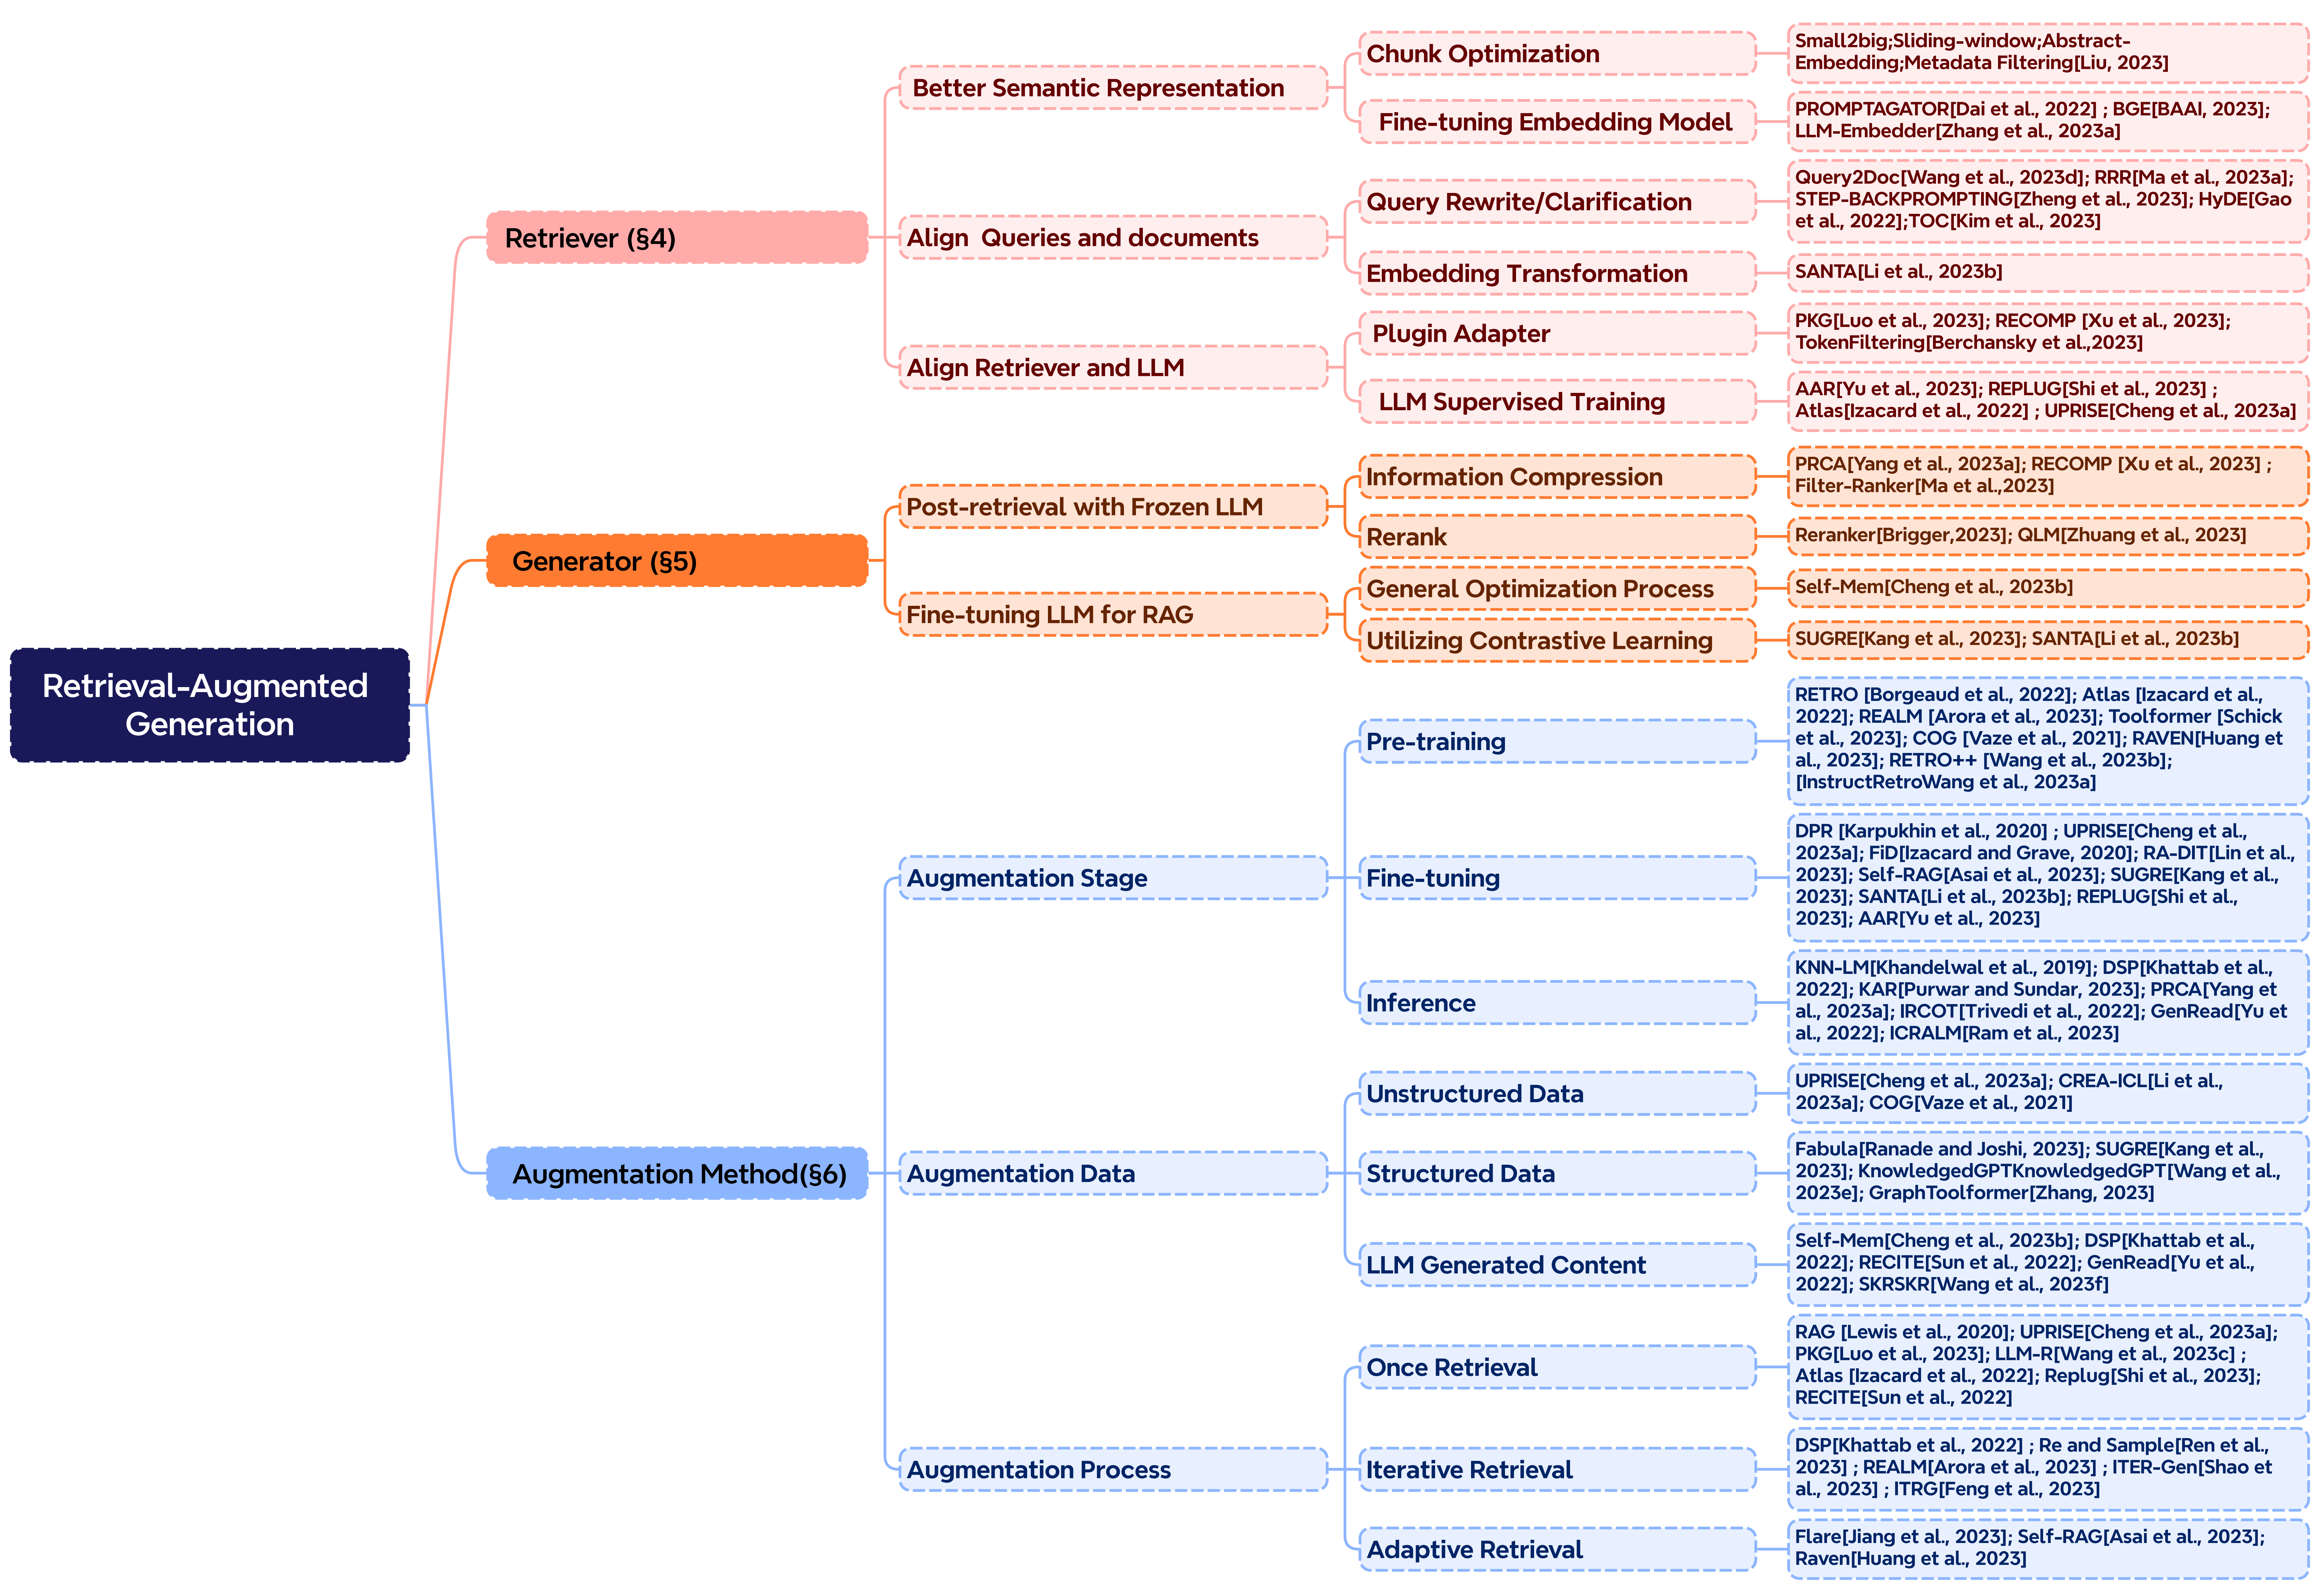 Retrieval-Augmented
Generation
Retriever (§4)
Better Semantic Representation
Chunk Optimization
Small2big;Sliding-window;Abstract-
Embedding;Metadata Filtering[Liu, 2023]
Fine-tuning Embedding Model
PROMPTAGATOR[Dai et al., 2022] ; BGE[BAAI, 2023];
LLM-Embedder[Zhang et al., 2023a]
Align  Queries and documents
Query Rewrite/Clarification
Query2Doc[Wang et al., 2023d]; RRR[Ma et al., 2023a];
STEP-BACKPROMPTING[Zheng et al., 2023]; HyDE[Gao
et al., 2022];TOC[Kim et al., 2023]
Embedding Transformation
SANTA[Li et al., 2023b]
Align Retriever and LLM
Plugin Adapter
PKG[Luo et al., 2023]; RECOMP [Xu et al., 2023];
TokenFiltering[Berchansky et al.,2023]
LLM Supervised Training
AAR[Yu et al., 2023]; REPLUG[Shi et al., 2023] ;
Atlas[Izacard et al., 2022] ; UPRISE[Cheng et al., 2023a]
Generator (§5)
Post-retrieval with Frozen LLM
Information Compression
PRCA[Yang et al., 2023a]; RECOMP [Xu et al., 2023] ;
Filter-Ranker[Ma et al.,2023]
Rerank
Reranker[Brigger,2023]; QLM[Zhuang et al., 2023]
Fine-tuning LLM for RAG
General Optimization Process
Self-Mem[Cheng et al., 2023b]
Utilizing Contrastive Learning
SUGRE[Kang et al., 2023]; SANTA[Li et al., 2023b]
Augmentation Method(§6)
Augmentation Stage
Pre-training
RETRO [Borgeaud et al., 2022]; Atlas [Izacard et al.,
2022]; REALM [Arora et al., 2023]; Toolformer [Schick
et al., 2023]; COG [Vaze et al., 2021]; RAVEN[Huang et
al., 2023]; RETRO++ [Wang et al., 2023b];
[InstructRetroWang et al., 2023a]
Fine-tuning
DPR [Karpukhin et al., 2020] ; UPRISE[Cheng et al.,
2023a]; FiD[Izacard and Grave, 2020]; RA-DIT[Lin et al.,
2023]; Self-RAG[Asai et al., 2023]; SUGRE[Kang et al.,
2023]; SANTA[Li et al., 2023b]; REPLUG[Shi et al.,
2023]; AAR[Yu et al., 2023]
Inference
KNN-LM[Khandelwal et al., 2019]; DSP[Khattab et al.,
2022]; KAR[Purwar and Sundar, 2023]; PRCA[Yang et
al., 2023a]; IRCOT[Trivedi et al., 2022]; GenRead[Yu et
al., 2022]; ICRALM[Ram et al., 2023]
Augmentation Data
Unstructured Data
UPRISE[Cheng et al., 2023a]; CREA-ICL[Li et al.,
2023a]; COG[Vaze et al., 2021]
Structured Data
Fabula[Ranade and Joshi, 2023]; SUGRE[Kang et al.,
2023]; KnowledgedGPTKnowledgedGPT[Wang et al.,
2023e]; GraphToolformer[Zhang, 2023]
LLM Generated Content
Self-Mem[Cheng et al., 2023b]; DSP[Khattab et al.,
2022]; RECITE[Sun et al., 2022]; GenRead[Yu et al.,
2022]; SKRSKR[Wang et al., 2023f]
Augmentation Process
Once Retrieval
RAG [Lewis et al., 2020]; UPRISE[Cheng et al., 2023a];
PKG[Luo et al., 2023]; LLM-R[Wang et al., 2023c] ;
Atlas [Izacard et al., 2022]; Replug[Shi et al., 2023];
RECITE[Sun et al., 2022]
Iterative Retrieval
DSP[Khattab et al., 2022] ; Re and Sample[Ren et al.,
2023] ; REALM[Arora et al., 2023] ; ITER-Gen[Shao et
al., 2023] ; ITRG[Feng et al., 2023]
Adaptive Retrieval
Flare[Jiang et al., 2023]; Self-RAG[Asai et al., 2023];
Raven[Huang et al., 2023]